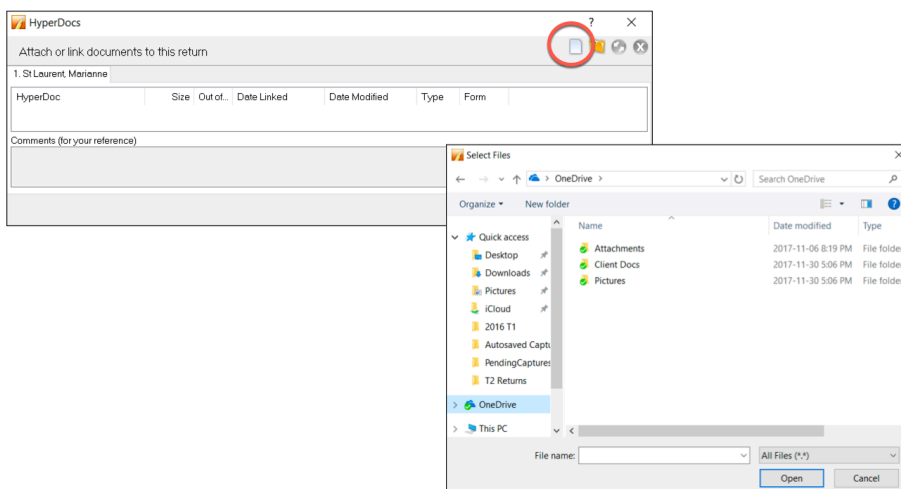 HyperDocs
?
Attach or link documents to this return
1. St Laurent, Marianne
HyperDoc Size Out of... Date Linked Date Modified Type Form
Comments (for your reference)
Select Files
> OneDrive >
Search OneDrive
Organize New folder
?
Name Date modified Type
Quick access
Desktop
Downloads
Pictures
iCloud
2016 T1
Autosaved Captu
PendingCaptures
T2 Returns
OneDrive
This PC
Attachments 2017-11-06 8:19 PM File folde
Client Docs 2017-11-30 5:06 PM File folde
Pictures 2017-11-30 5:06 PM File folde
File name:
All Files (*.*)
Open Cancel